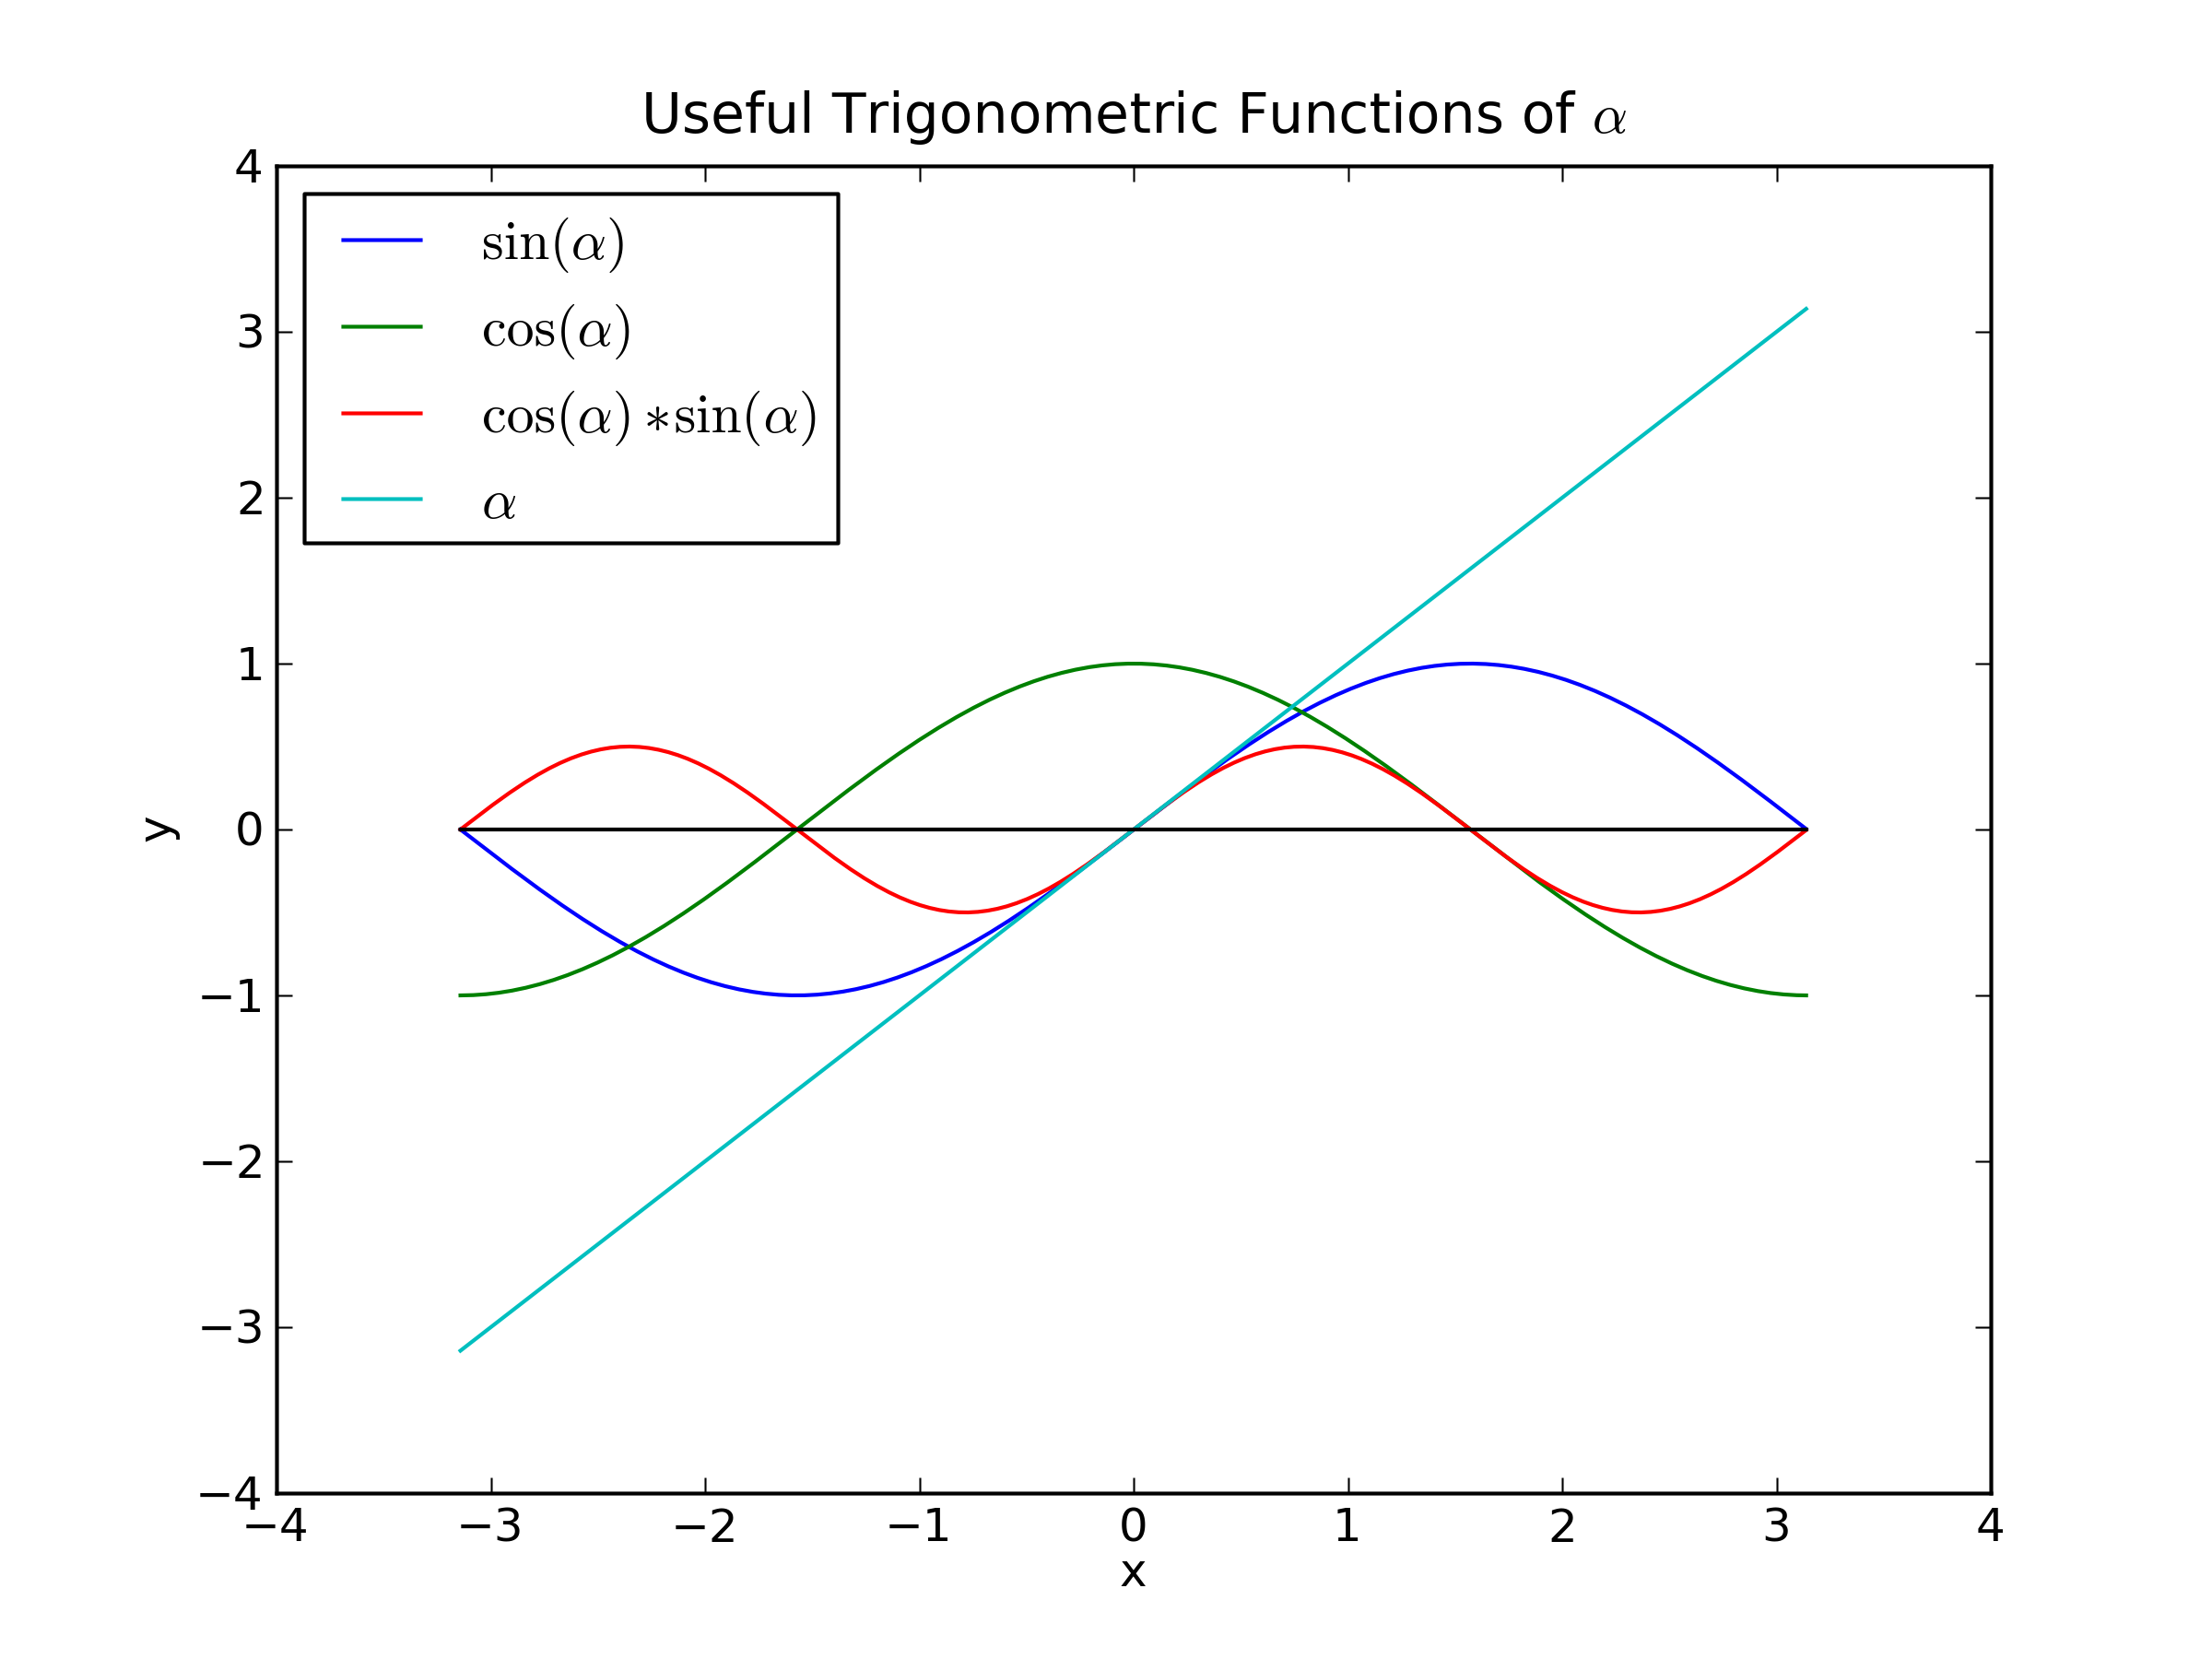 Useful Trigonometric Functions of α
sin(α)
cos(α)
cos(α) ∗ sin(α)
α
4
3
2
1
0
−1
−2
−3
−4
y
−4 −3 −2 −1 0 1 2 3 4
x